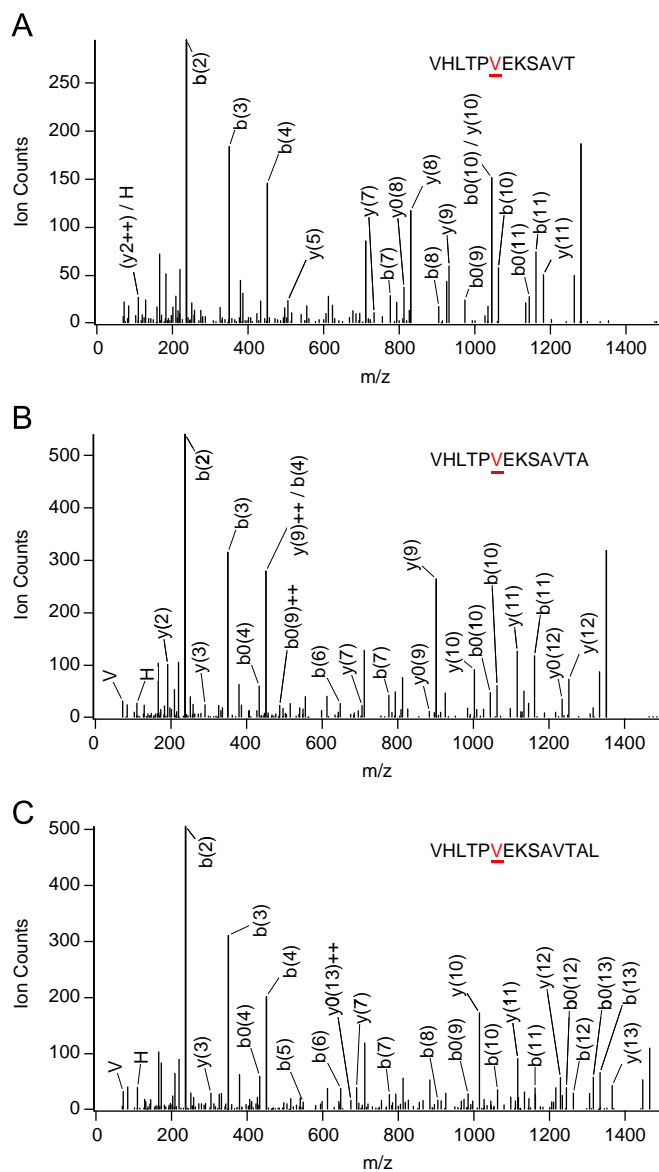 A
VHLTPVEKSAVT
b(2)
b(3)
b(4)
(y2++) / H
y(5)
y(7)
b(7)
y0(8)
y(8)
b(8)
y(9)
b0(9)
b0(10) / y(10)
b(10)
b0(11)
b(11)
y(11)
Ion Counts
250
200
150
100
50
0
0 200 400 600 800 1000 1200 1400
m/z
B
VHLTPVEKSAVTA
b(2)
b(3)
y(9)++ / b(4)
V
H
y(2)
y(3)
b0(4)
b0(9)++
b(6)
y(7)
b(7)
y(9)
y0(9)
y(10)
b0(10)
b(10)
y(11)
b(11)
y0(12)
y(12)
Ion Counts
500
400
300
200
100
0
0 200 400 600 800 1000 1200 1400
m/z
C
VHLTPVEKSAVTAL
b(2)
b(3)
b(4)
V
H
y(3)
b0(4)
b(5)
b(6)
y0(13)++
y(7)
b(7)
b(8)
b0(9)
y(10)
b(10)
y(11)
b(11)
y(12)
b0(12)
b(12)
b0(13)
b(13)
y(13)
Ion Counts
500
400
300
200
100
0
0 200 400 600 800 1000 1200 1400
m/z